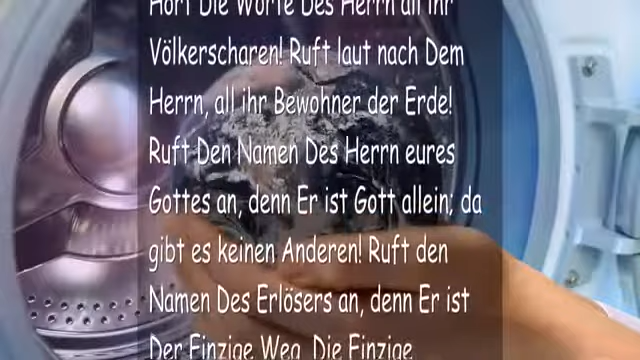 Hört Die Worte Des Herrn all ihr
Völkerscharen! Ruft laut nach Dem
Herrn, all ihr Bewohner der Erde!
Ruft Den Namen Des Herrn eures
Gottes an, denn Er ist Gott allein; da
gibt es keinen Anderen! Ruft den
Namen Des Erlösers an, denn Er ist
Der Einzige Weg, Die Einzige